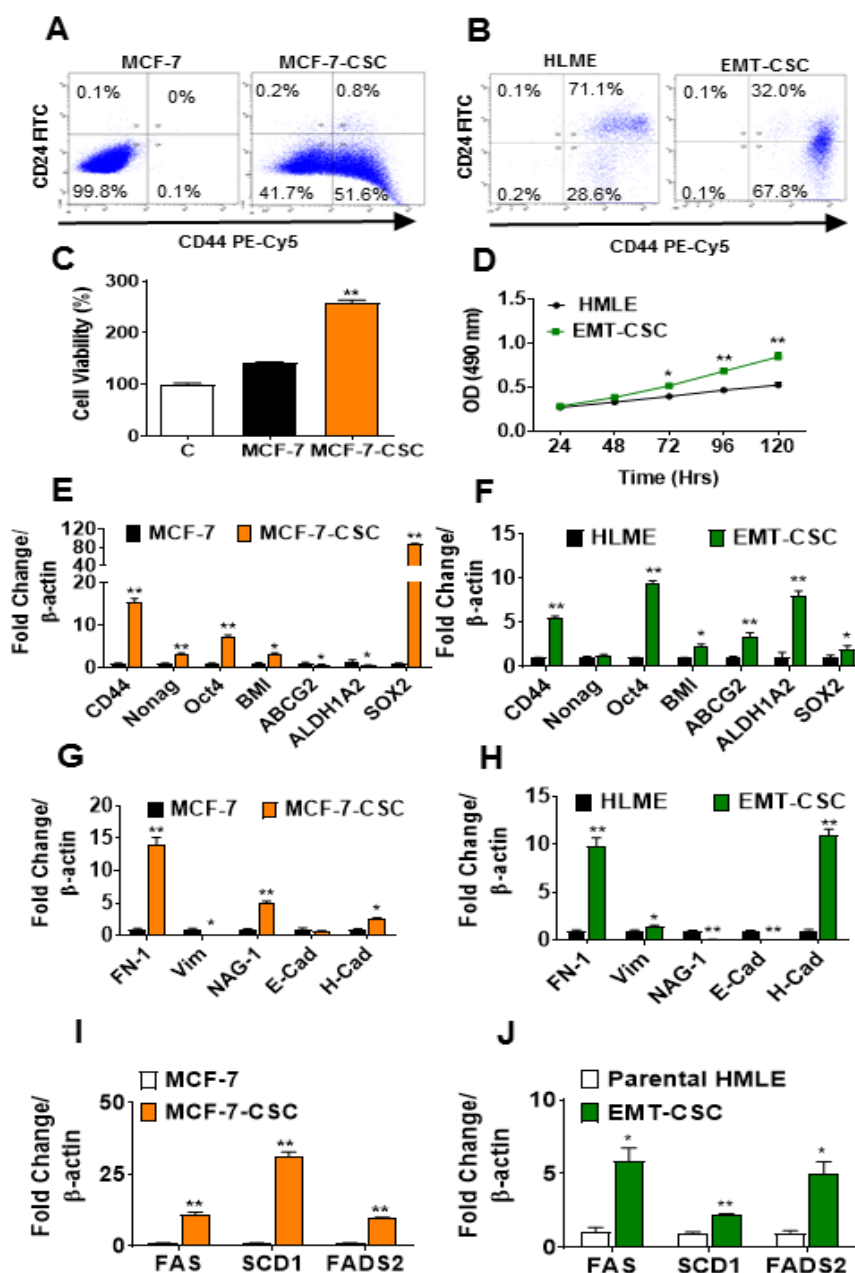 A
MCF-7
MCF-7-CSC
0.1%
0%
0.2%
0.8%
99.8%
0.1%
41.7%
51.6%
CD24 FITC
CD44 PE-Cy5
B
HLME
EMT-CSC
0.1%
71.1%
0.1%
32.0%
0.2%
28.6%
0.1%
67.8%
CD24 FITC
CD44 PE-Cy5
C
Cell Viability (%)
300
200
100
0
**
C
MCF-7
MCF-7-CSC
D
HMLE
EMT-CSC
OD (490 nm)
1.5
1.0
0.5
0.0
*
**
**
24
48
72
96
120
Time (Hrs)
E
MCF-7
MCF-7-CSC
Fold Change/
β-actin
120
80
40
20
10
0
**
**
**
*
*
*
**
CD44
Nonag
Oct4
BMI
ABCG2
ALDH1A2
SOX2
F
HLME
EMT-CSC
Fold Change/
β-actin
15
10
5
0
**
**
*
**
**
*
CD44
Nonag
Oct4
BMI
ABCG2
ALDH1A2
SOX2
G
MCF-7
MCF-7-CSC
Fold Change/
β-actin
20
15
10
5
0
**
*
**
*
FN-1
Vim
NAG-1
E-Cad
H-Cad
H
HLME
EMT-CSC
Fold Change/
β-actin
15
10
5
0
**
*
**
**
**
FN-1
Vim
NAG-1
E-Cad
H-Cad
I
MCF-7
MCF-7-CSC
Fold Change/
β-actin
50
25
0
**
**
**
FAS
SCD1
FADS2
J
Parental HMLE
EMT-CSC
Fold Change/
β-actin
10
5
0
*
**
*
FAS
SCD1
FADS2